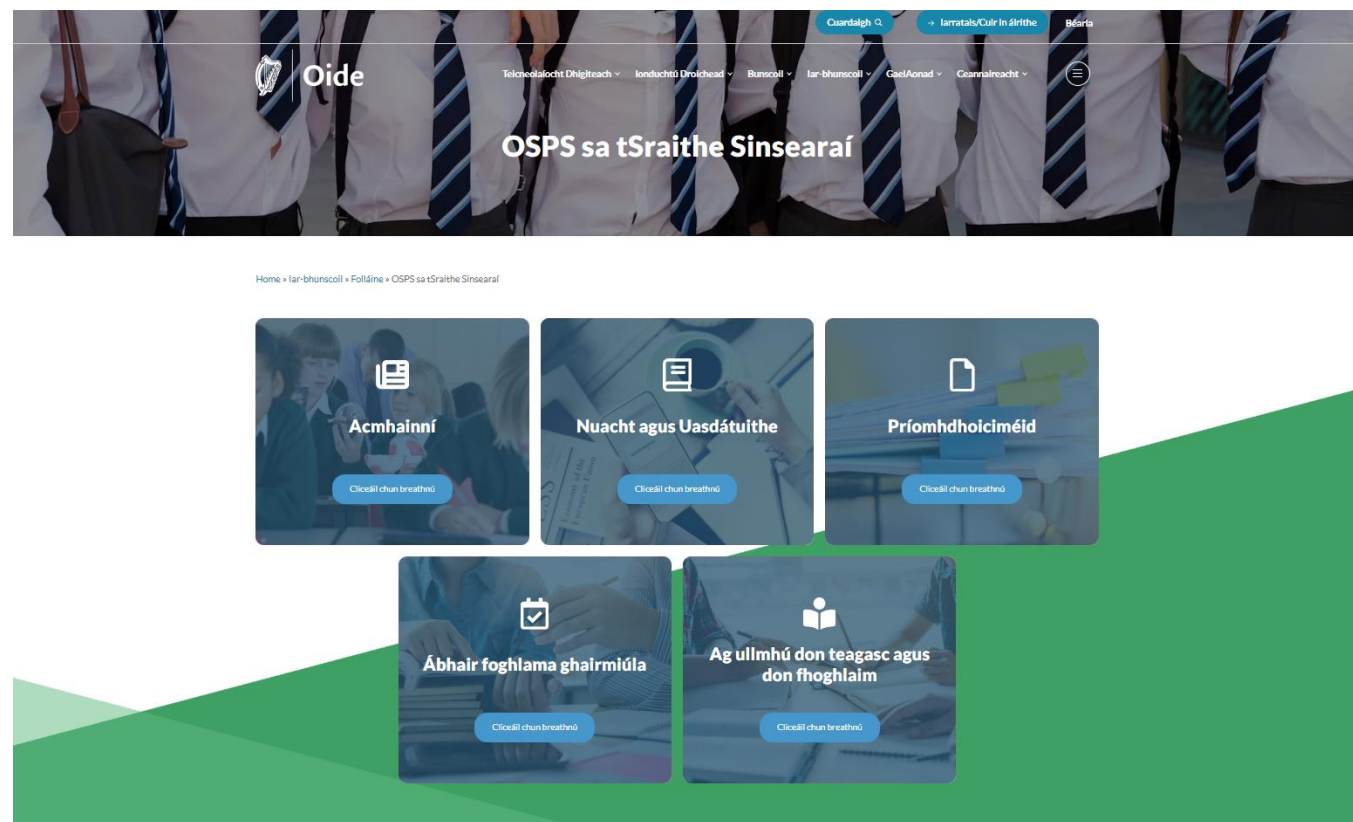 Cuardaigh
→ Iarratais/Cuir in áirithe
Béarla
Oide
Teicneolaíocht Dhigiteach
Ionduchtú Droichead
Bunscoil
Iar-bhunscoil
GaelAonad
Ceannaireacht
OSPS sa tSraithe Sinsearaí
Home » Iar-bhunscoil » Folláine » OSPS sa tSraithe Sinsearaí
Acmhainní
Cliceáil chun breathnú
Nuacht agus Uasdátuithe
Cliceáil chun breathnú
Príomhdhoiciméid
Cliceáil chun breathnú
Ábhair foghlama ghairmiúla
Cliceáil chun breathnú
Ag ullmhú don teagasc agus
don fhoghlaim
Cliceáil chun breathnú